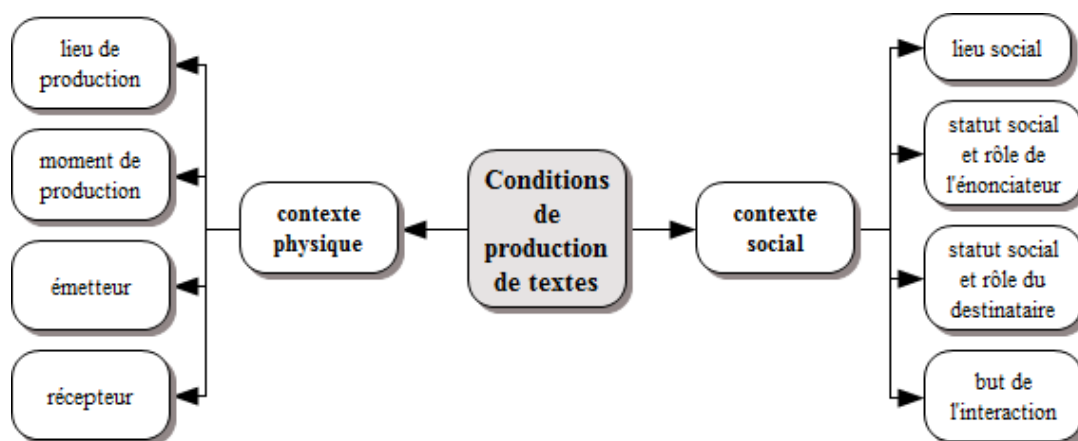 lieu de
production
moment de
production
émetteur
récepteur
contexte
physique
Conditions
de
production
de textes
contexte
social
lieu social
statut social
et rôle de
l'énonciateur
statut social
et rôle du
destinataire
but de
l'interaction